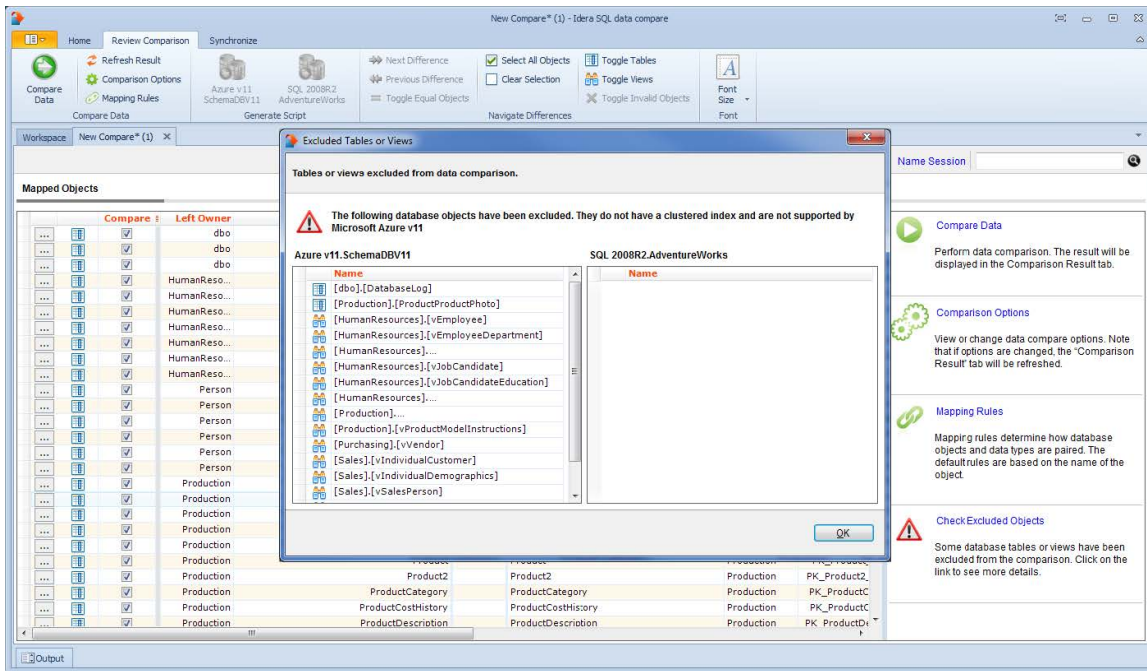 New Compare* (1) - Idera SQL data compare
Home
Review Comparison
Synchronize
Compare Data
Refresh Result
Comparison Options
Mapping Rules
Compare Data
Azure v11 SchemaDBV11
SQL 2008R2 AdventureWorks
Generate Script
Next Difference
Previous Difference
Toggle Equal Objects
Select All Objects
Clear Selection
Toggle Tables
Toggle Views
Toggle Invalid Objects
Navigate Differences
A
Font Size
Font
Workspace
New Compare* (1)
Name Session
Mapped Objects
Compare
Left Owner
dbo
dbo
dbo
HumanReso...
HumanReso...
HumanReso...
HumanReso...
HumanReso...
HumanReso...
HumanReso...
Person
Person
Person
Person
Person
Person
Production
Production
Production
Production
Production
Production
Production Product2 Product2 Production PK_Product2_
Production ProductCategory ProductCategory Production PK_ProductC
Production ProductCostHistory ProductCostHistory Production PK_ProductC
Production ProductDescription ProductDescription Production PK_ProductDe
Excluded Tables or Views
Tables or views excluded from data comparison.
The following database objects have been excluded. They do not have a clustered index and are not supported by
Microsoft Azure v11
Azure v11.SchemaDBV11
Name
[dbo].[DatabaseLog]
[Production].[ProductProductPhoto]
[HumanResources].[vEmployee]
[HumanResources].[vEmployeeDepartment]
[HumanResources]....
[HumanResources].[vJobCandidate]
[HumanResources].[vJobCandidateEducation]
[HumanResources]....
[Production]....
[Production].[vProductModelInstructions]
[Purchasing].[vVendor]
[Sales].[vIndividualCustomer]
[Sales].[vIndividualDemographics]
[Sales].[vSalesPerson]
SQL 2008R2.AdventureWorks
Name
OK
Compare Data
Perform data comparison. The result will be
displayed in the Comparison Result tab.
Comparison Options
View or change data compare options. Note
that if options are changed, the "Comparison
Result" tab will be refreshed.
Mapping Rules
Mapping rules determine how database
objects and data types are paired. The
default rules are based on the name of the
object.
Check Excluded Objects
Some database tables or views have been
excluded from the comparison. Click on the
link to see more details.
Output